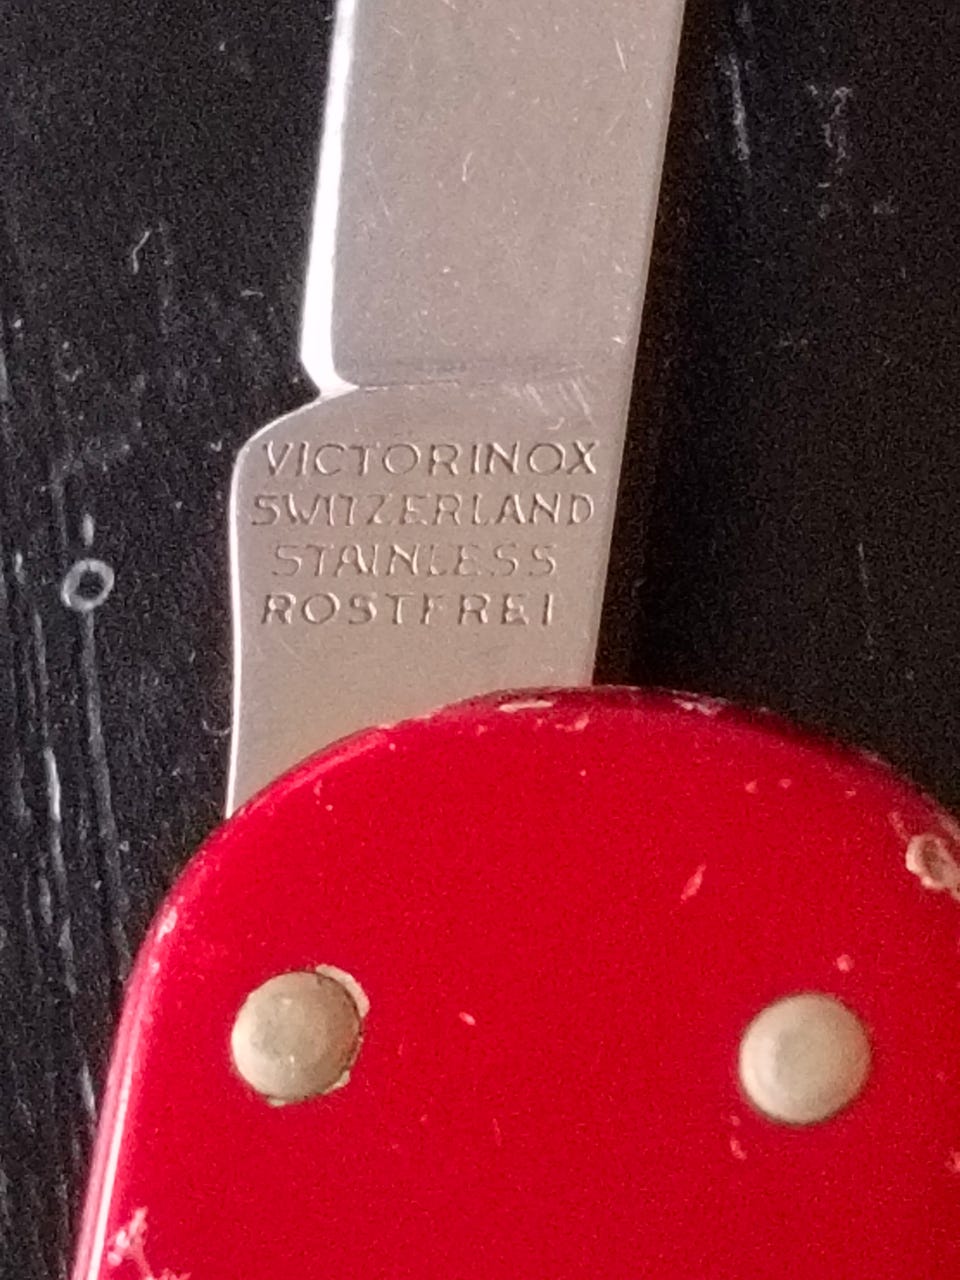 VICTORINOX
SWITZERLAND
STAINLESS
ROSTFREI